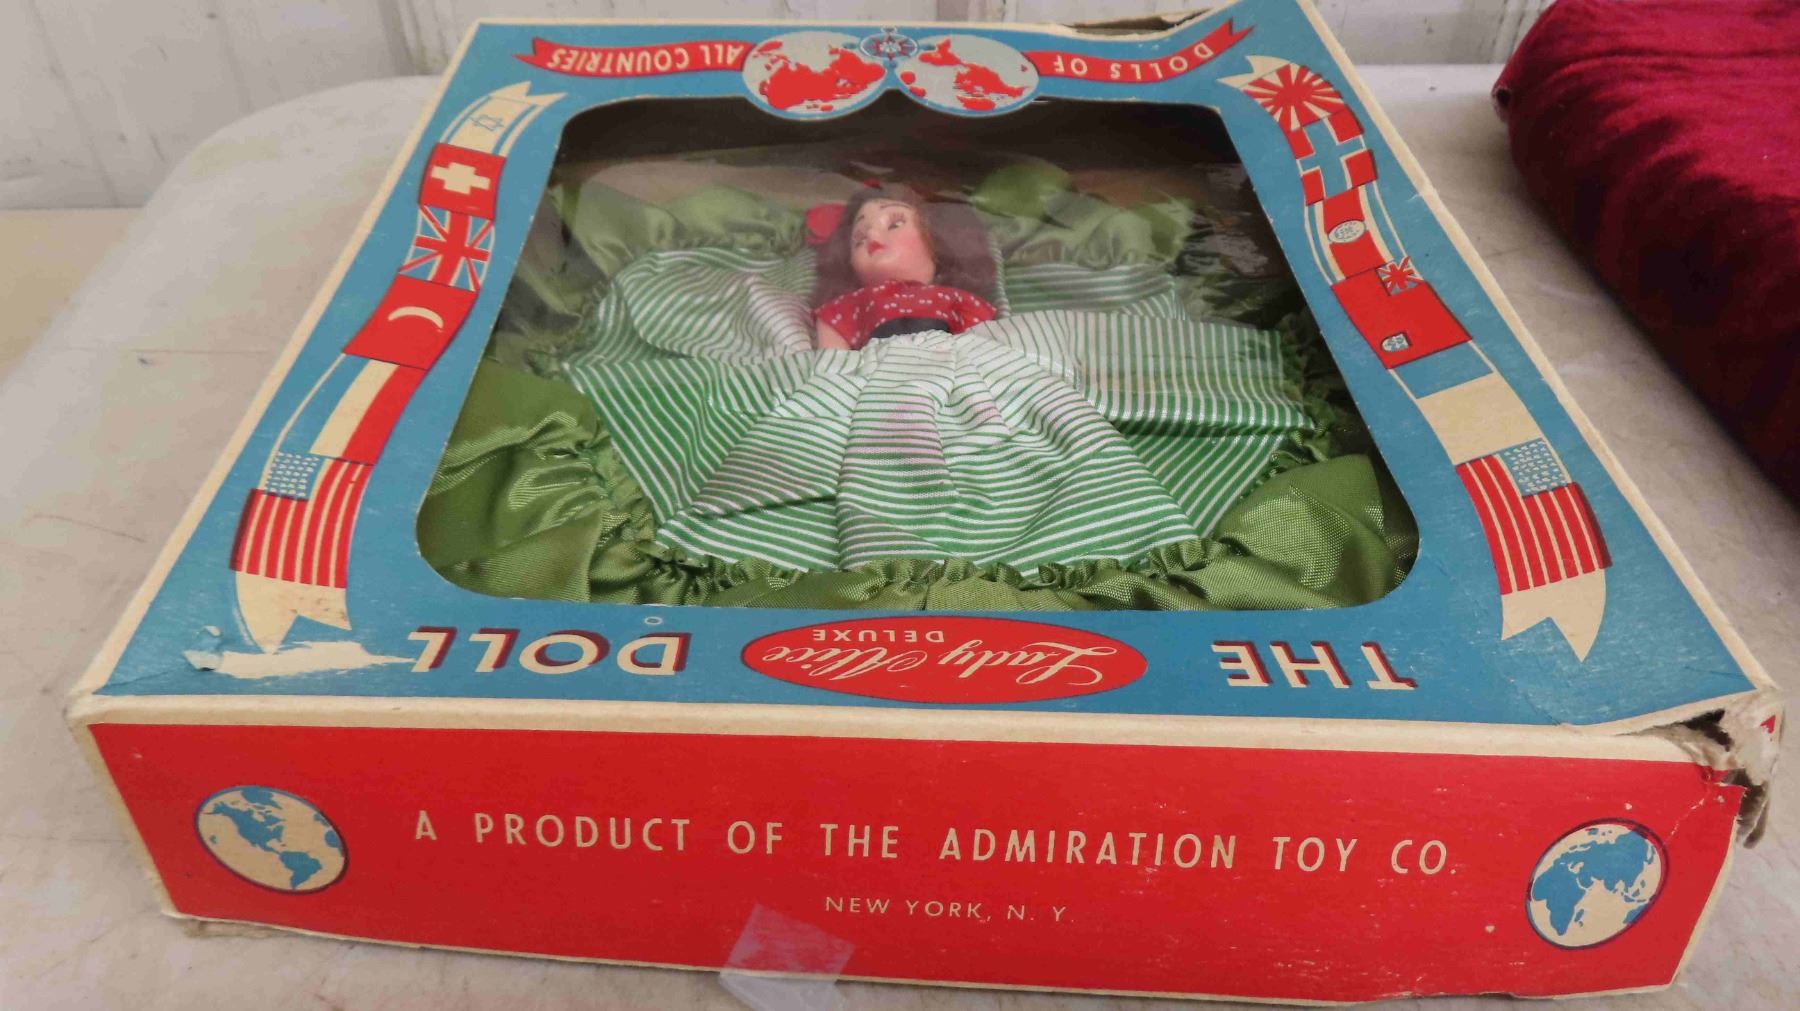 DOLLS OF ALL COUNTRIES
THE Lady Alice DOLL
DELUXE
A PRODUCT OF THE ADMIRATION TOY CO.
NEW YORK, N. Y.